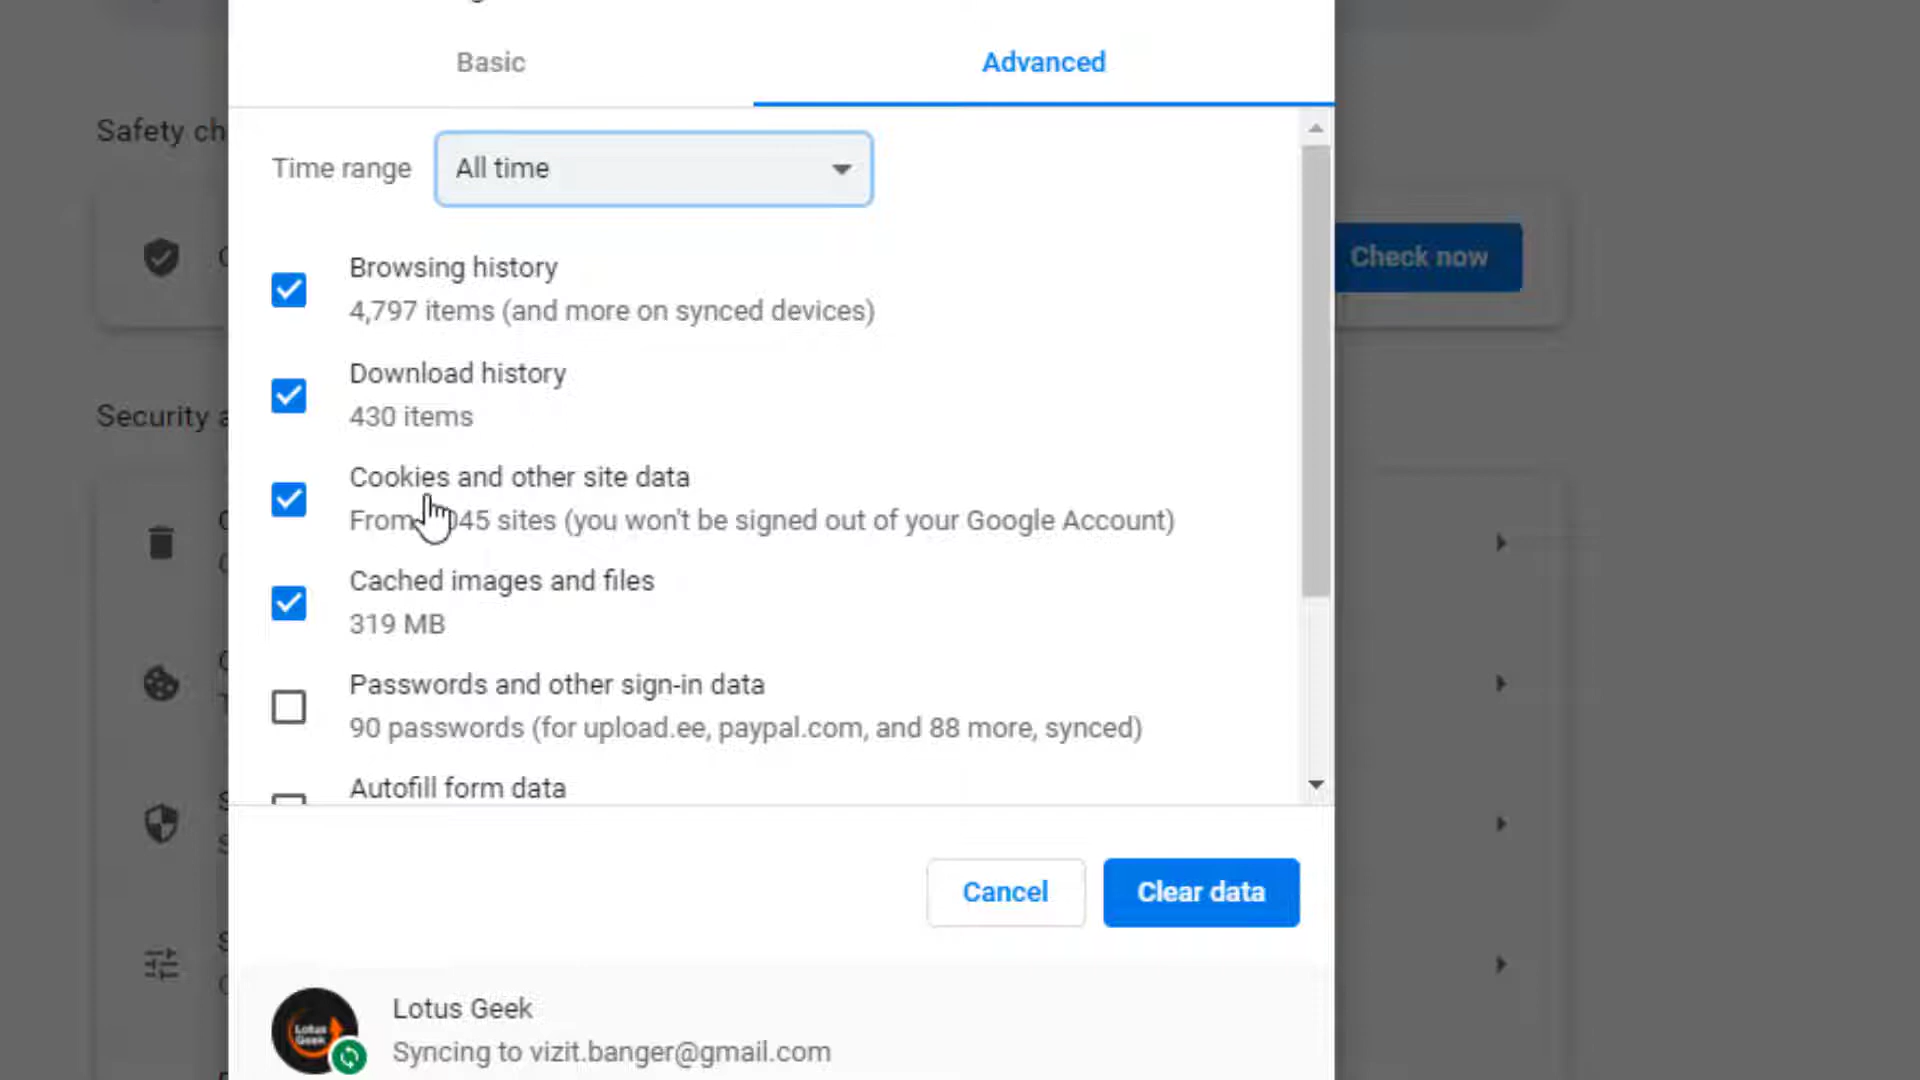 Basic
Advanced
Safety ch
Time range
All time
Check now
Browsing history
4,797 items (and more on synced devices)
Download history
430 items
Security a
Cookies and other site data
From 045 sites (you won't be signed out of your Google Account)
Cached images and files
319 MB
Passwords and other sign-in data
90 passwords (for upload.ee, paypal.com, and 88 more, synced)
Autofill form data
Cancel
Clear data
Lotus Geek
Lotus Geek
Syncing to vizit.banger@gmail.com